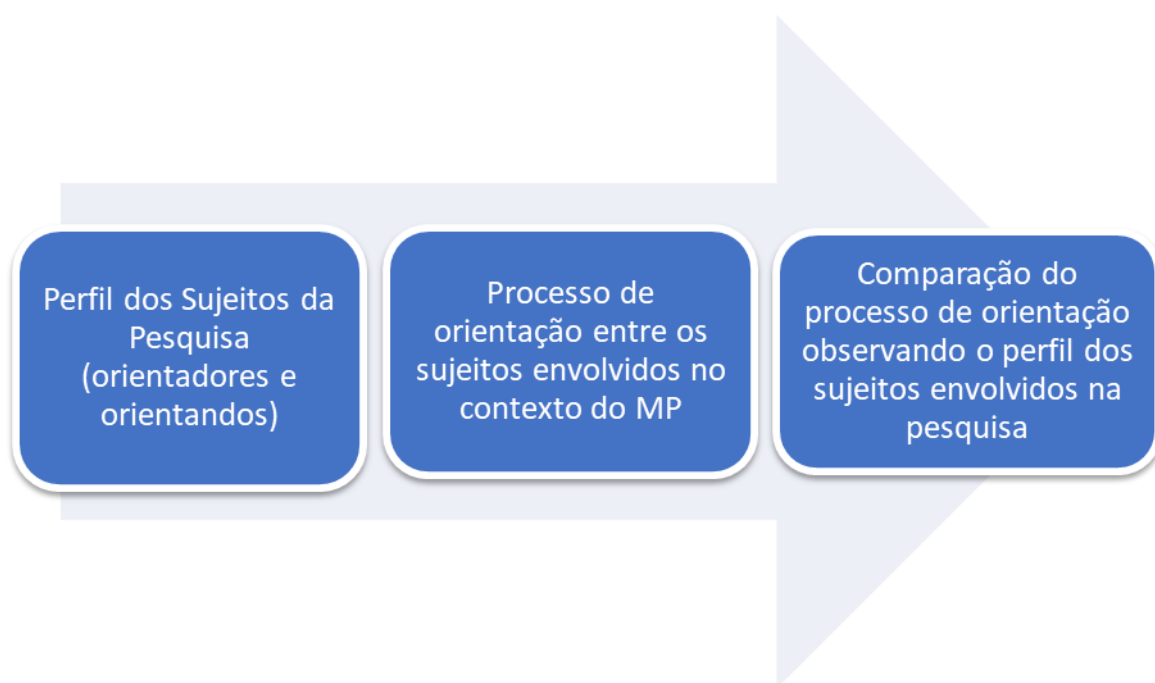 Perfil dos Sujeitos da
Pesquisa
(orientadores e
orientandos)
Processo de
orientação entre os
sujeitos envolvidos no
contexto do MP
Comparação do
processo de orientação
observando o perfil dos
sujeitos envolvidos na
pesquisa